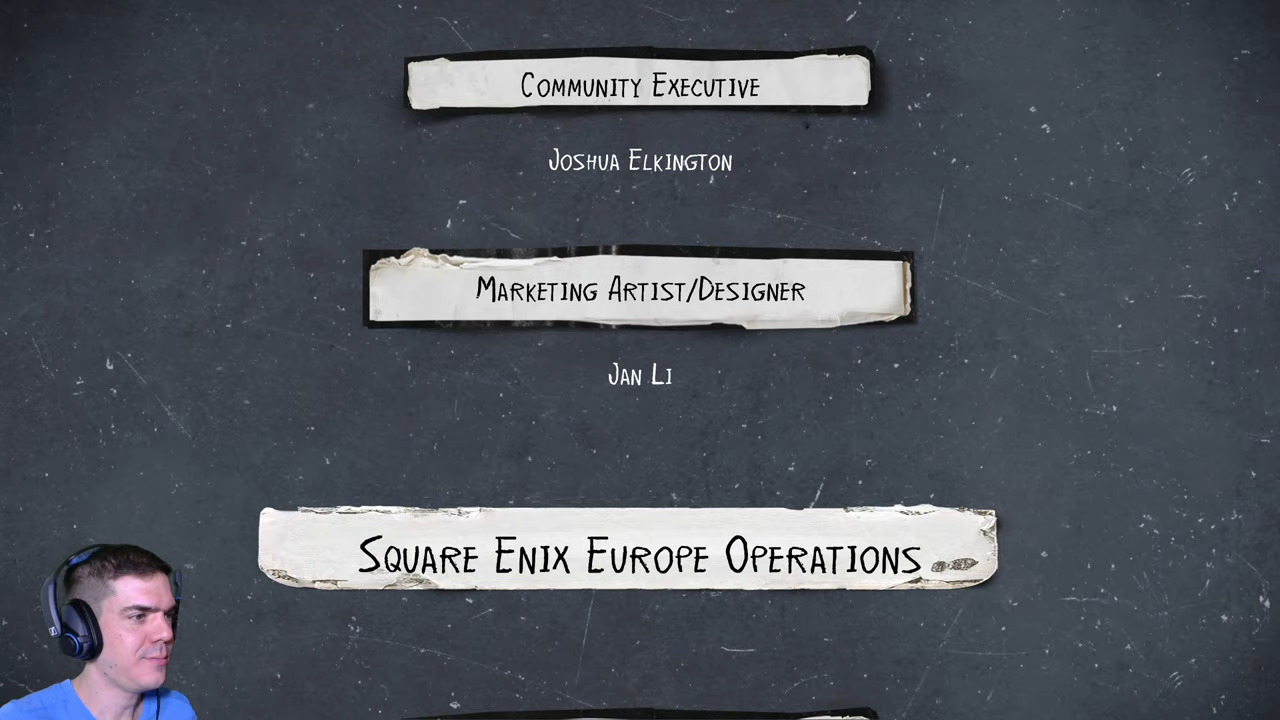 Community Executive
Joshua Elkington
Marketing Artist/Designer
Jan Li
Square Enix Europe Operations